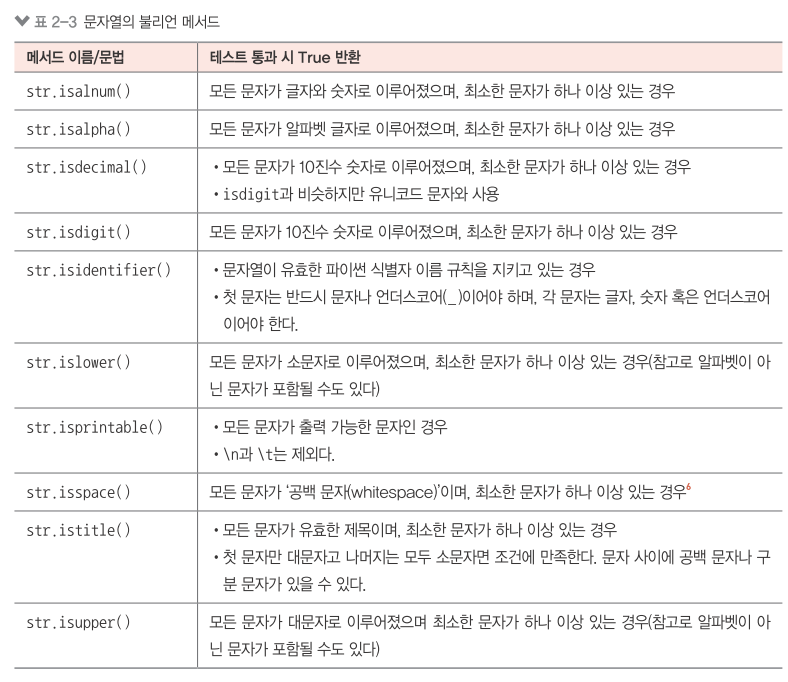 표 2-3 문자열의 불리언 메서드
메서드 이름/문법 테스트 통과 시 True 반환
str.isalnum() 모든 문자가 글자와 숫자로 이루어졌으며, 최소한 문자가 하나 이상 있는 경우
str.isalpha() 모든 문자가 알파벳 글자로 이루어졌으며, 최소한 문자가 하나 이상 있는 경우
str.isdecimal() • 모든 문자가 10진수 숫자로 이루어졌으며, 최소한 문자가 하나 이상 있는 경우
• isdigit과 비슷하지만 유니코드 문자와 사용
str.isdigit() 모든 문자가 10진수 숫자로 이루어졌으며, 최소한 문자가 하나 이상 있는 경우
str.isidentifier() • 문자열이 유효한 파이썬 식별자 이름 규칙을 지키고 있는 경우
• 첫 문자는 반드시 문자나 언더스코어(_)이어야 하며, 각 문자는 글자, 숫자 혹은 언더스코어
이어야 한다.
str.islower() 모든 문자가 소문자로 이루어졌으며, 최소한 문자가 하나 이상 있는 경우(참고로 알파벳이 아
닌 문자가 포함될 수도 있다)
str.isprintable() • 모든 문자가 출력 가능한 문자인 경우
• \n과 \t는 제외다.
str.isspace() 모든 문자가 ‘공백 문자(whitespace)’이며, 최소한 문자가 하나 이상 있는 경우6
str.istitle() • 모든 문자가 유효한 제목이며, 최소한 문자가 하나 이상 있는 경우
• 첫 문자만 대문자고 나머지는 모두 소문자면 조건에 만족한다. 문자 사이에 공백 문자나 구
분 문자가 있을 수 있다.
str.isupper() 모든 문자가 대문자로 이루어졌으며 최소한 문자가 하나 이상 있는 경우(참고로 알파벳이 아
닌 문자가 포함될 수도 있다)